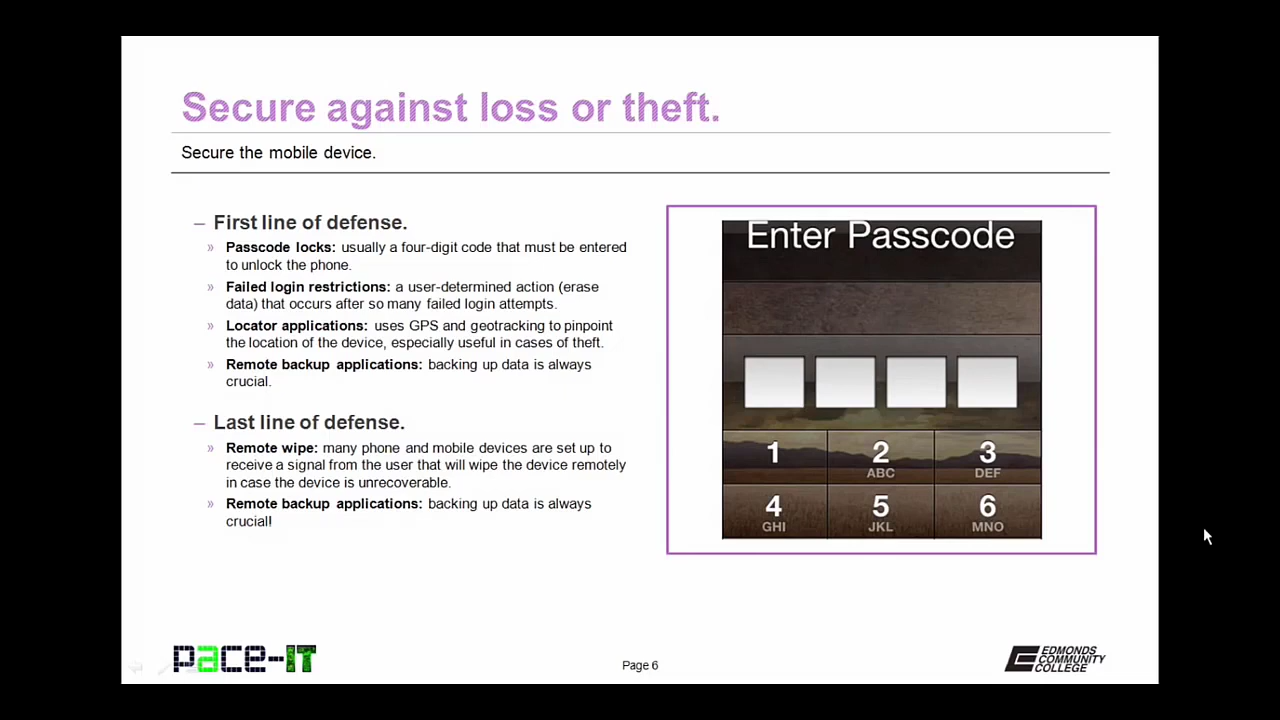 Secure against loss or theft.
Secure the mobile device.
– First line of defense.
» Passcode locks: usually a four-digit code that must be entered
to unlock the phone.
» Failed login restrictions: a user-determined action (erase
data) that occurs after so many failed login attempts.
» Locator applications: uses GPS and geotracking to pinpoint
the location of the device, especially useful in cases of theft.
» Remote backup applications: backing up data is always
crucial.
– Last line of defense.
» Remote wipe: many phone and mobile devices are set up to
receive a signal from the user that will wipe the device remotely
in case the device is unrecoverable.
» Remote backup applications: backing up data is always
crucial!
Enter Passcode
1 2 3
ABC DEF
4 5 6
GHI JKL MNO
pace-IT
Page 6
EDMONDS
COMMUNITY
COLLEGE